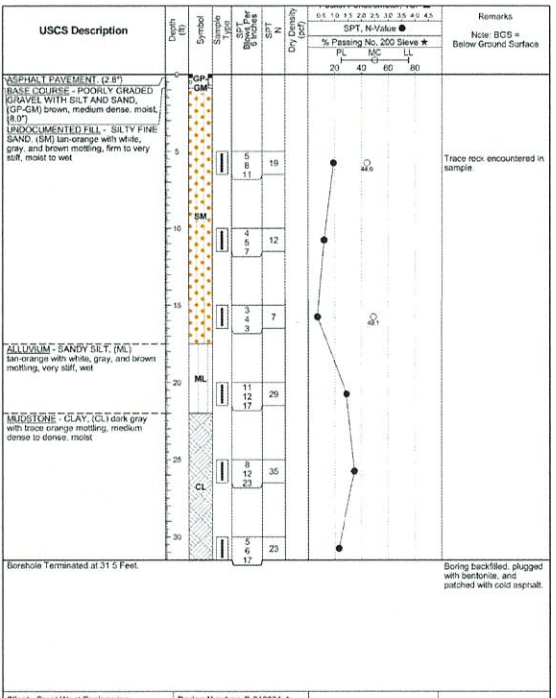 USCS Description
Depth (ft)
Symbol
Sample Type
SPT Blows Per 6 Inches
SPT N
Dry Density (pcf)
0.5 1.0 1.5 2.0 2.5 3.0 3.5 4.0 4.5
SPT, N-Value ●
% Passing No. 200 Sieve ★
PL MC LL
20 40 60 80
Remarks
Note: BGS =
Below Ground Surface
ASPHALT PAVEMENT, (2.8")
BASE COURSE - POORLY GRADED
GRAVEL WITH SILT AND SAND,
(GP-GM) brown, medium dense, moist,
(8.0")
UNDOCUMENTED FILL - SILTY FINE
SAND, (SM) tan-orange with white,
gray, and brown mottling, firm to very
stiff, moist to wet
0
GP-
GM
5
5
8
11
19
44.9
Trace rock encountered in
sample.
SM
10
4
5
7
12
15
3
4
3
7
49.1
ALLUVIUM - SANDY SILT, (ML)
tan-orange with white, gray, and brown
mottling, very stiff, wet
ML
20
11
12
17
29
MUDSTONE - CLAY, (CL) dark gray
with trace orange mottling, medium
dense to dense, moist
25
8
12
23
35
CL
30
5
6
17
23
Borehole Terminated at 31.5 Feet.
Boring backfilled, plugged
with bentonite, and
patched with cold asphalt.